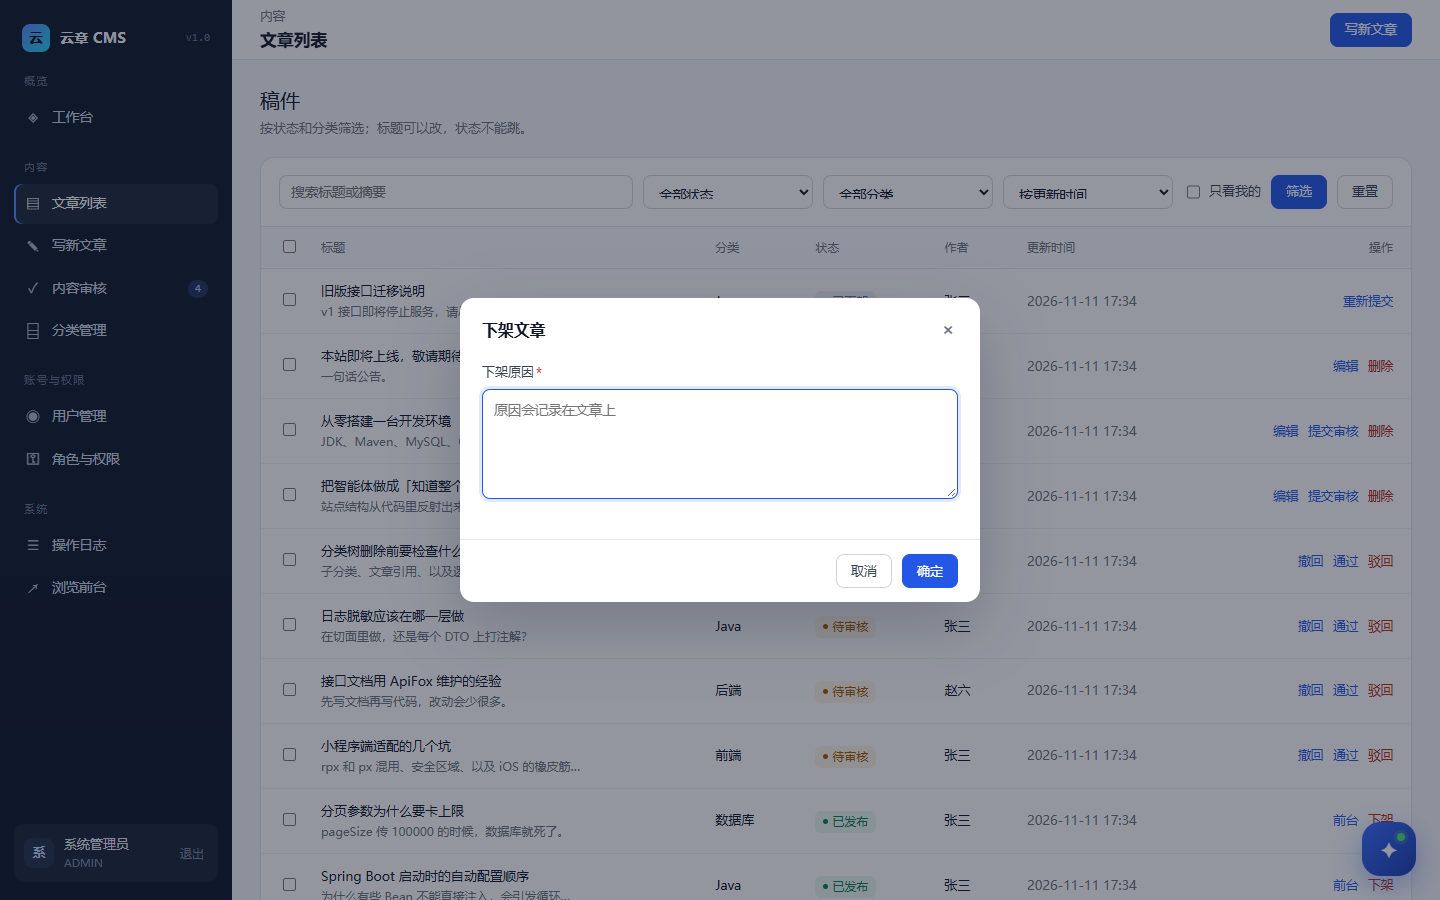 云
云章 CMS
v1.0
概览
工作台
内容
文章列表
写新文章
内容审核
4
分类管理
账号与权限
用户管理
角色与权限
系统
操作日志
浏览前台
系
系统管理员
ADMIN
退出
内容
文章列表
写新文章
稿件
按状态和分类筛选；标题可以改，状态不能跳。
搜索标题或摘要
全部状态
全部分类
按更新时间
只看我的
筛选
重置
标题 分类 状态 作者 更新时间 操作
旧版接口迁移说明
v1 接口即将停止服务，请
2026-11-11 17:34
重新提交
本站即将上线，敬请期待
一句话公告。
2026-11-11 17:34
编辑 删除
从零搭建一台开发环境
JDK、Maven、MySQL、
2026-11-11 17:34
编辑 提交审核 删除
把智能体做成「知道整个
站点结构从代码里反射出来
2026-11-11 17:34
编辑 提交审核 删除
分类树删除前要检查什么
子分类、文章引用、以及
2026-11-11 17:34
撤回 通过 驳回
日志脱敏应该在哪一层做
在切面里做，还是每个 DTO 上打注解？
Java
待审核
张三
2026-11-11 17:34
撤回 通过 驳回
接口文档用 ApiFox 维护的经验
先写文档再写代码，改动会少很多。
后端
待审核
赵六
2026-11-11 17:34
撤回 通过 驳回
小程序端适配的几个坑
rpx 和 px 混用、安全区域、以及 iOS 的橡皮筋...
前端
待审核
张三
2026-11-11 17:34
撤回 通过 驳回
分页参数为什么要卡上限
pageSize 传 100000 的时候，数据库就死了。
数据库
已发布
张三
2026-11-11 17:34
前台 下架
Spring Boot 启动时的自动配置顺序
为什么有些 Bean 不能直接注入，会引发循环...
Java
已发布
张三
2026-11-11 17:34
前台 下架
下架文章
×
下架原因*
原因会记录在文章上
取消
确定